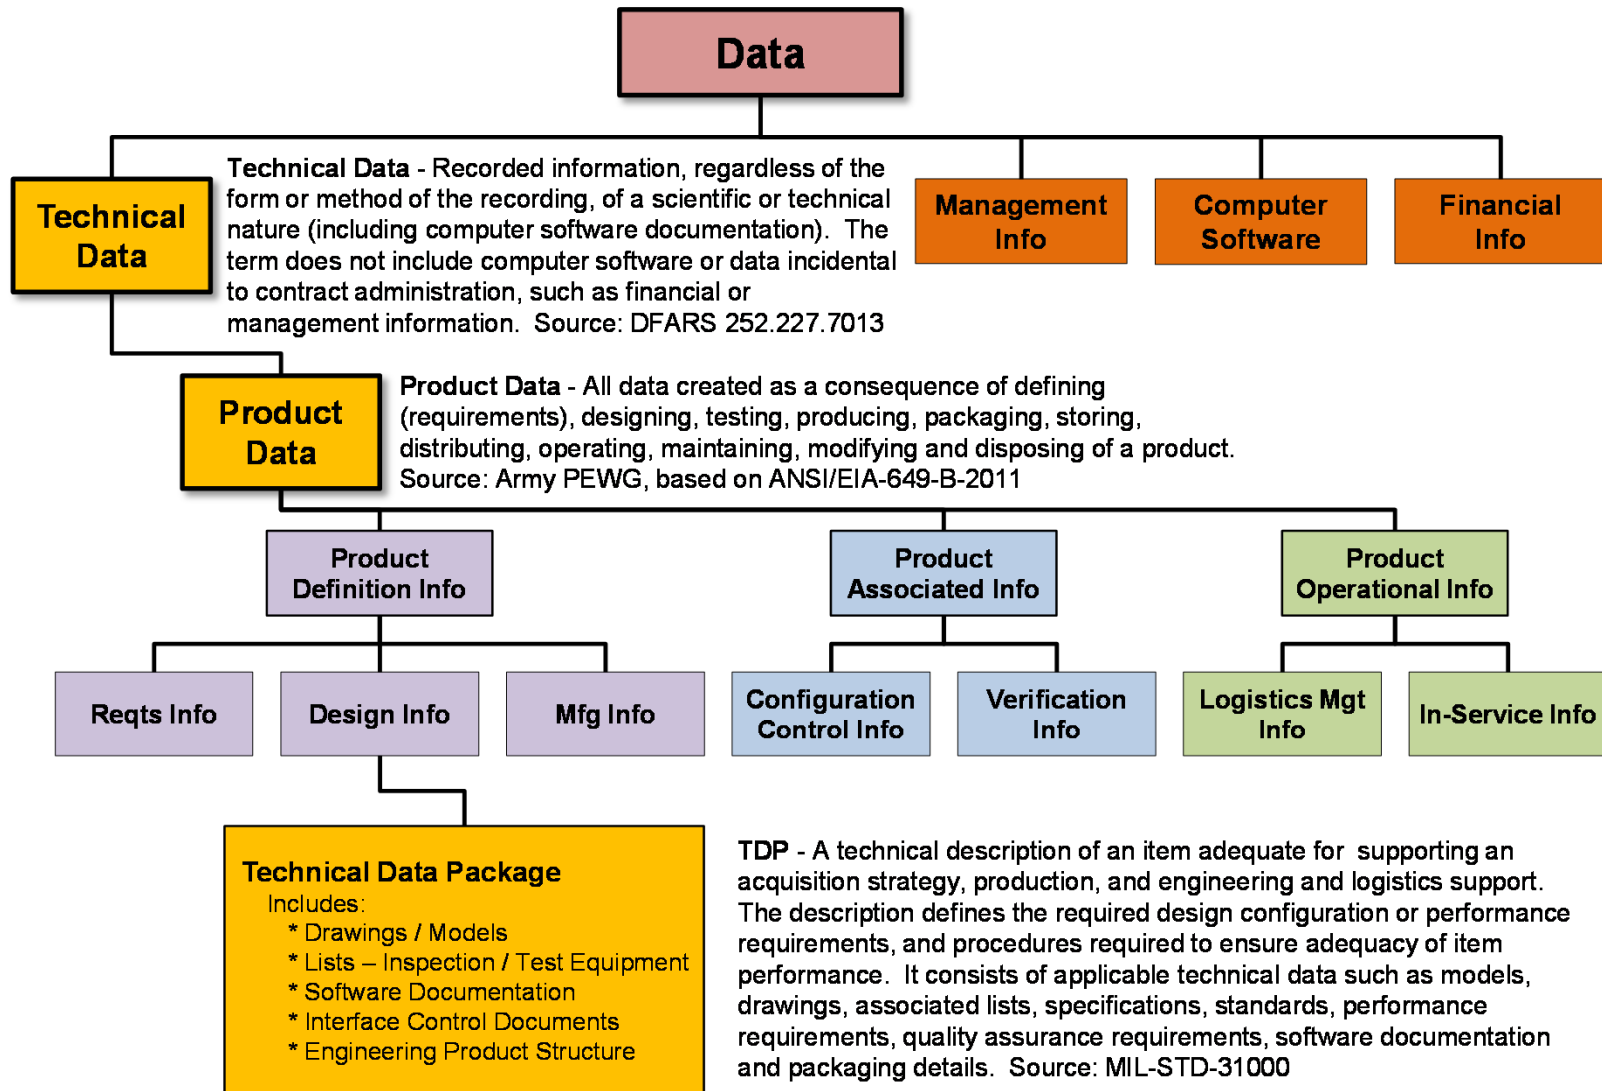 Data
Technical Data - Recorded information, regardless of the
form or method of the recording, of a scientific or technical
nature (including computer software documentation).  The
term does not include computer software or data incidental
to contract administration, such as financial or
management information.  Source: DFARS 252.227.7013
Technical
Data
Management
Info
Computer
Software
Financial
Info
Product Data - All data created as a consequence of defining
(requirements), designing, testing, producing, packaging, storing,
distributing, operating, maintaining, modifying and disposing of a product.
Source: Army PEWG, based on ANSI/EIA-649-B-2011
Product
Data
Product
Definition Info
Product
Associated Info
Product
Operational Info
Reqts Info
Design Info
Mfg Info
Configuration
Control Info
Verification
Info
Logistics Mgt
Info
In-Service Info
Technical Data Package
Includes:
* Drawings / Models
* Lists – Inspection / Test Equipment
* Software Documentation
* Interface Control Documents
* Engineering Product Structure
TDP - A technical description of an item adequate for  supporting an
acquisition strategy, production, and engineering and logistics support.
The description defines the required design configuration or performance
requirements, and procedures required to ensure adequacy of item
performance.  It consists of applicable technical data such as models,
drawings, associated lists, specifications, standards, performance
requirements, quality assurance requirements, software documentation
and packaging details.  Source: MIL-STD-31000